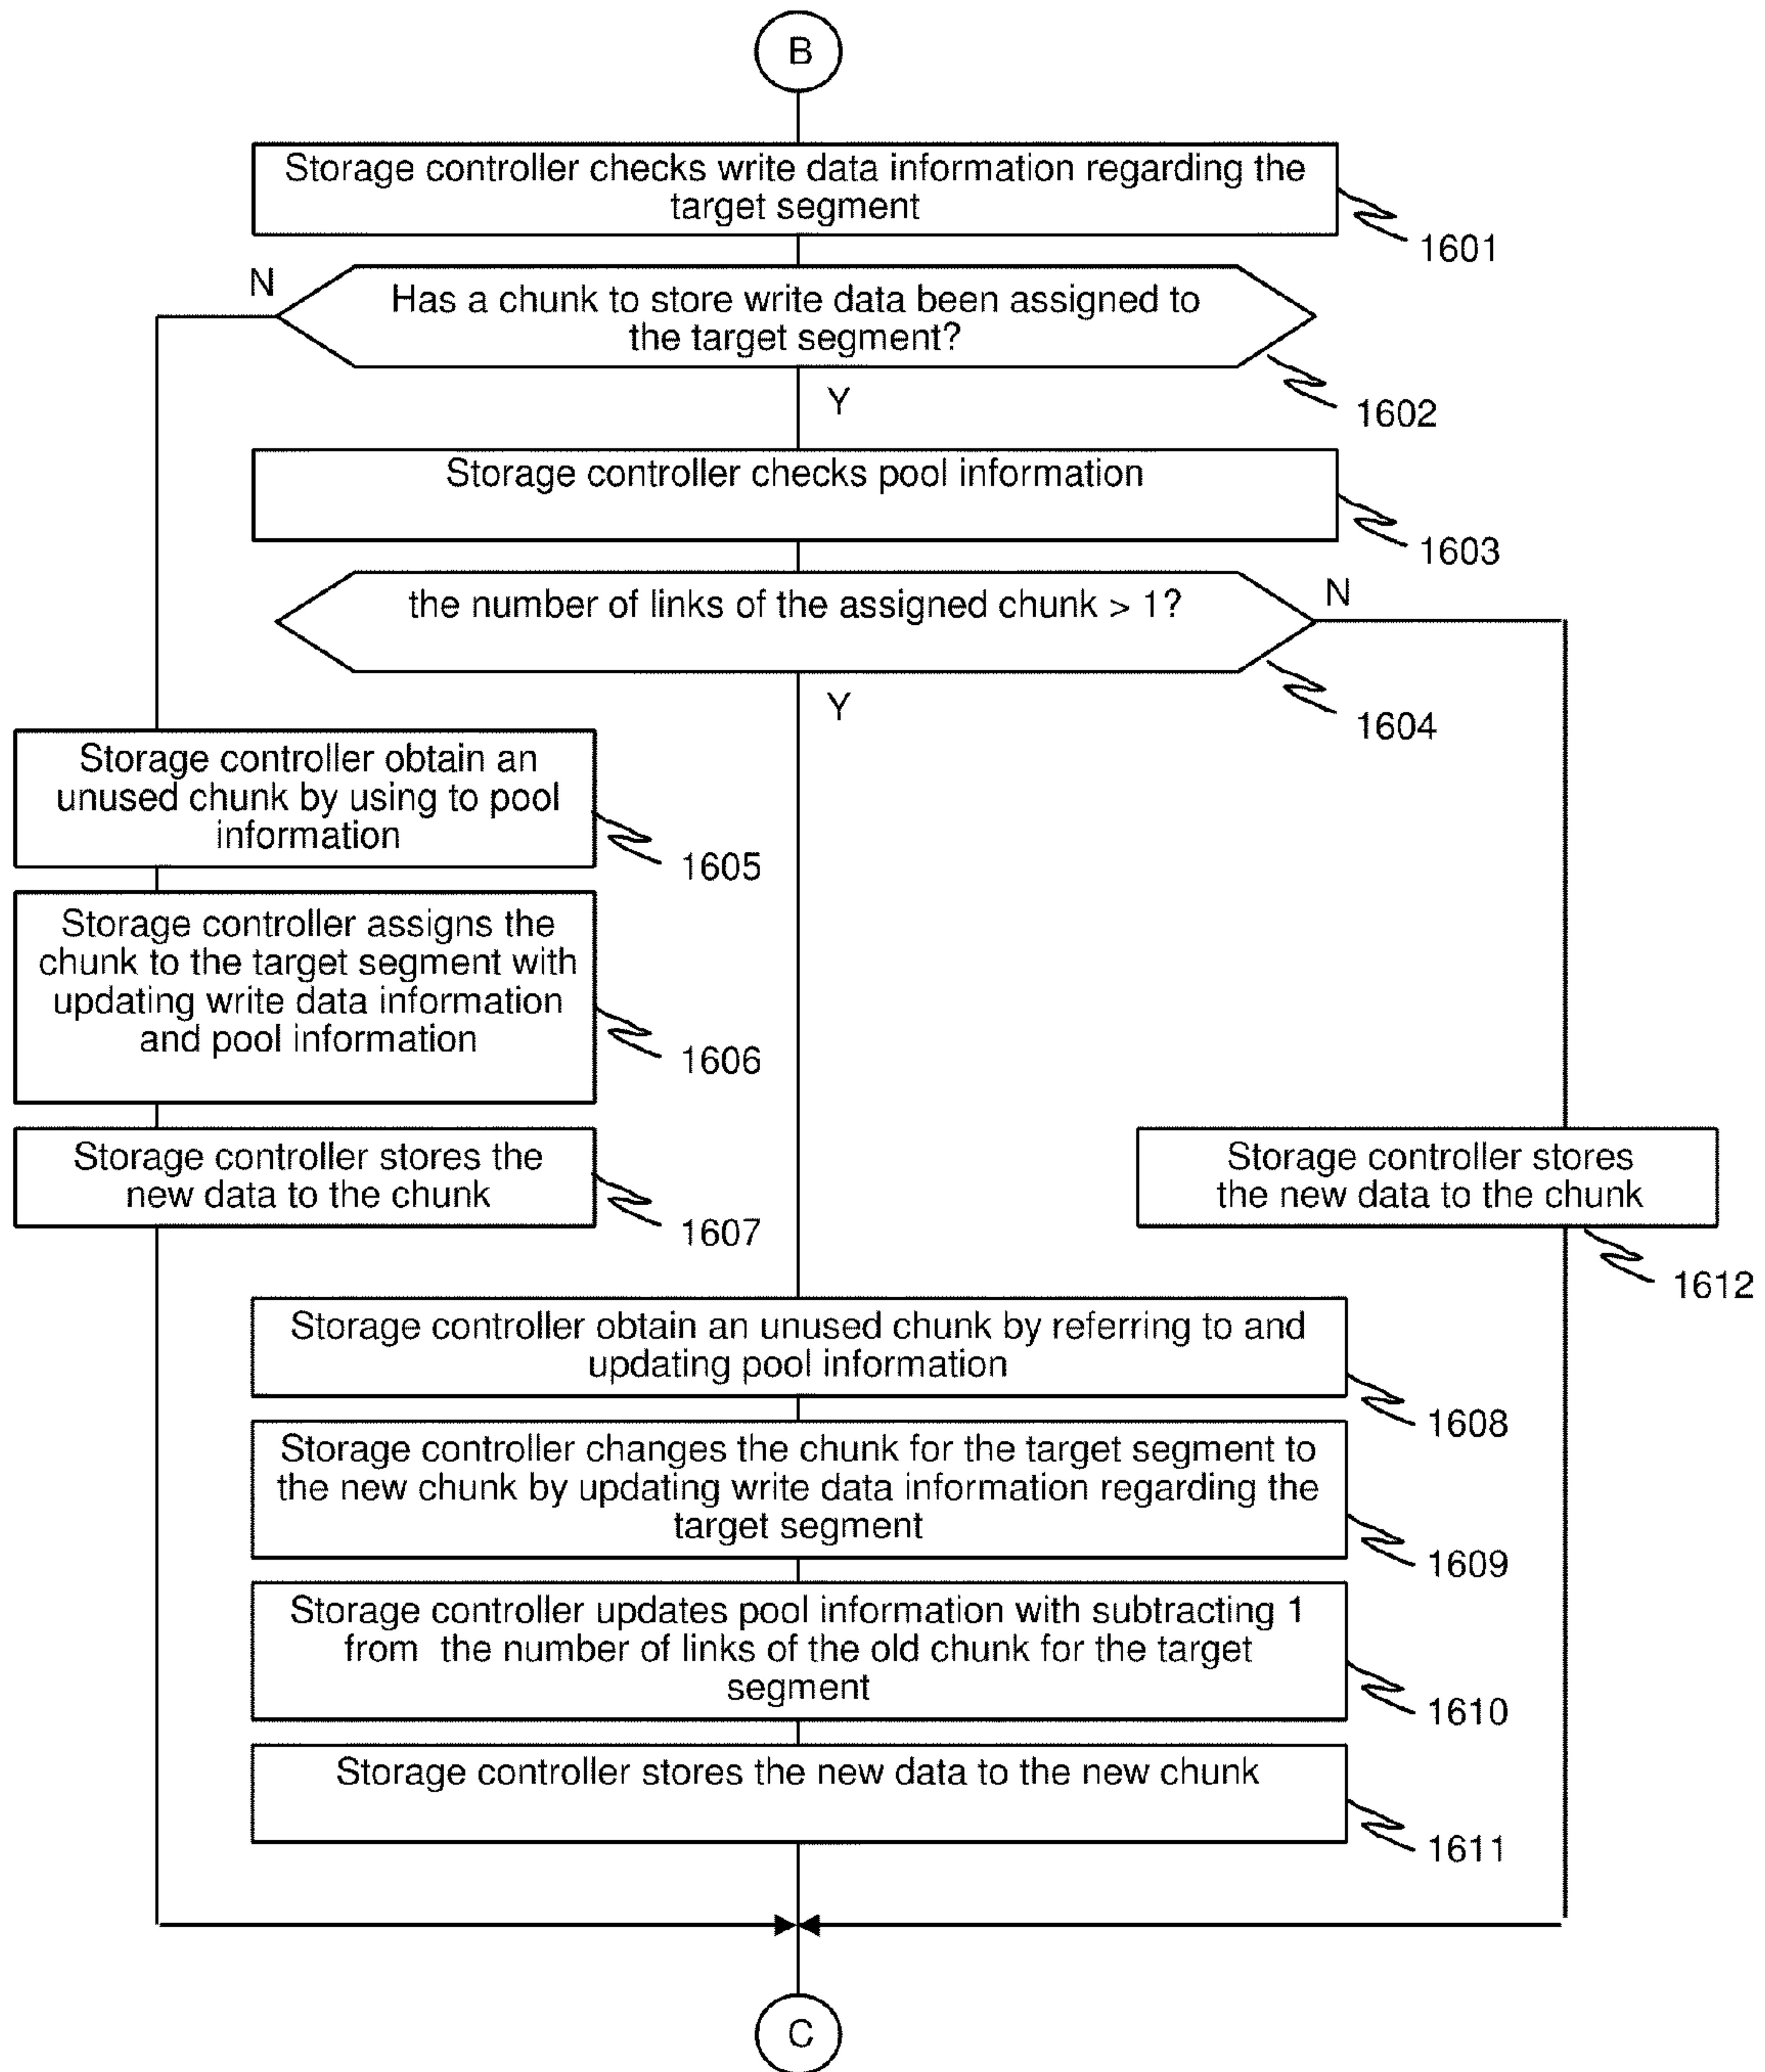 B
Storage controller checks write data information regarding the
target segment
1601
N
Has a chunk to store write data been assigned to
the target segment?
1602
Y
Storage controller checks pool information
1603
the number of links of the assigned chunk > 1?
N
1604
Y
Storage controller obtain an
unused chunk by using to pool
information
1605
Storage controller assigns the
chunk to the target segment with
updating write data information
and pool information
1606
Storage controller stores the
new data to the chunk
1607
Storage controller stores
the new data to the chunk
1612
Storage controller obtain an unused chunk by referring to and
updating pool information
1608
Storage controller changes the chunk for the target segment to
the new chunk by updating write data information regarding the
target segment
1609
Storage controller updates pool information with subtracting 1
from the number of links of the old chunk for the target
segment
1610
Storage controller stores the new data to the new chunk
1611
C